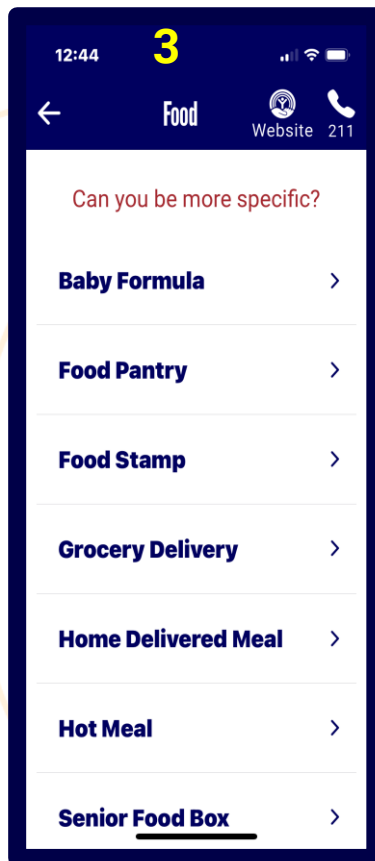 12:44
3
Food
Website
211
Can you be more specific?
Baby Formula
Food Pantry
Food Stamp
Grocery Delivery
Home Delivered Meal
Hot Meal
Senior Food Box